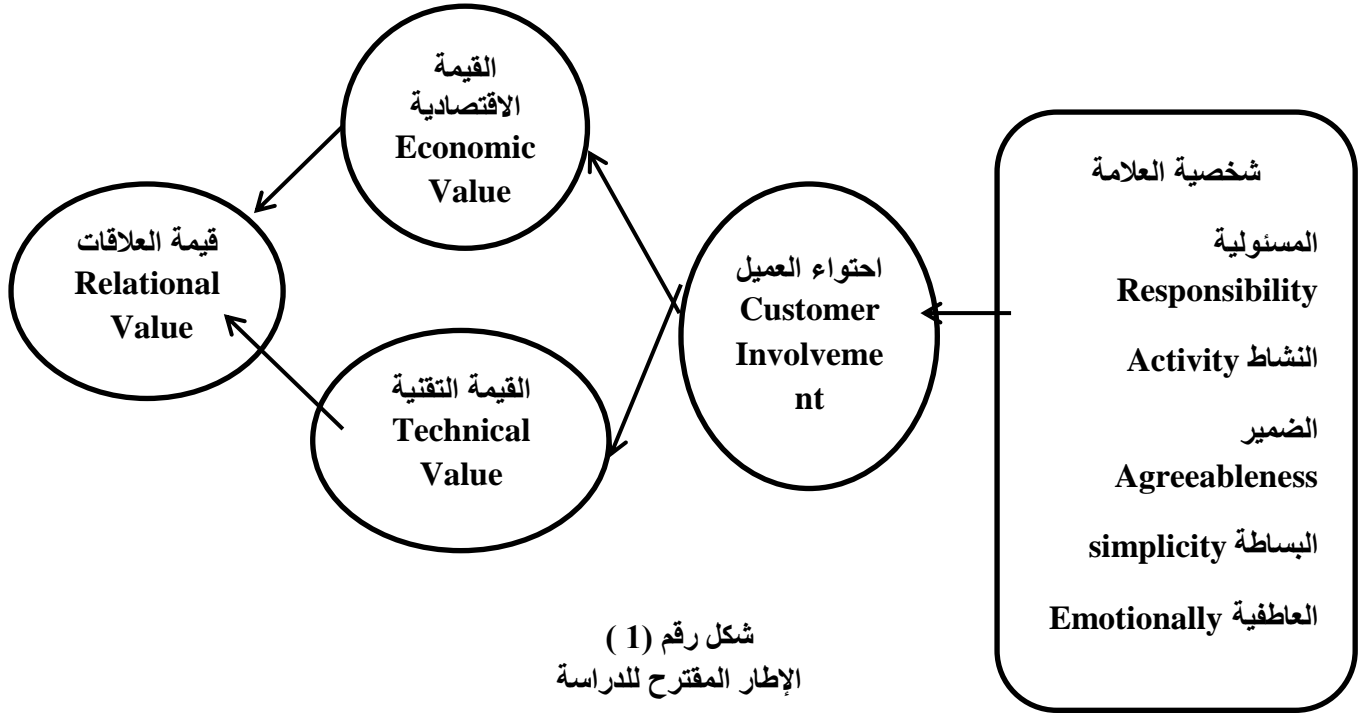 شخصية العلامة
المسئولية
Responsibility
النشاط Activity
الضمير
Agreeableness
البساطة simplicity
العاطفية Emotionally
احتواء العميل
Customer
Involveme
nt
القيمة
الاقتصادية
Economic
Value
القيمة التقنية
Technical
Value
قيمة العلاقات
Relational
Value
شكل رقم (1 )
الإطار المقترح للدراسة